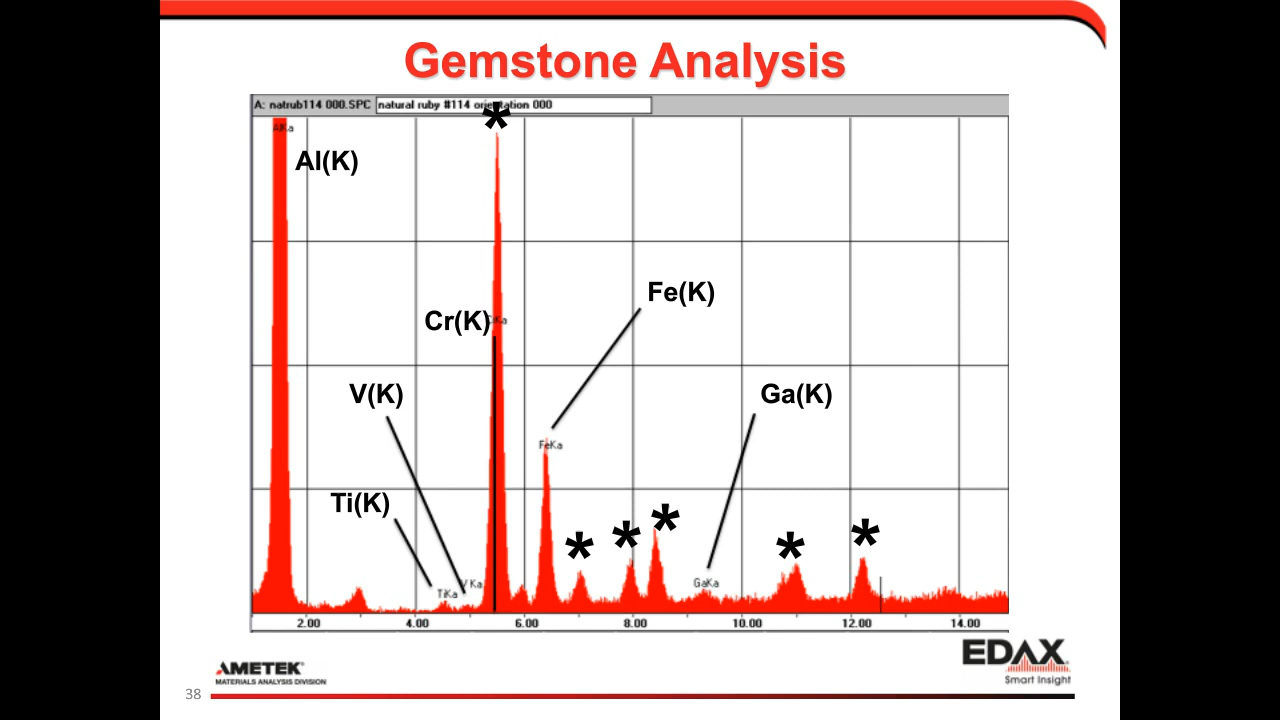 Gemstone Analysis
A: natrub114 000.SPC natural ruby #114 orientation 000
*
AlKa
Al(K)
Fe(K)
Cr(K)
V(K)
Ga(K)
FeKa
Ti(K)
* * * * *
V Ka
TiKa
GaKa
2.00 4.00 6.00 8.00 10.00 12.00 14.00
AMETEK®
MATERIALS ANALYSIS DIVISION
EDAX
Smart Insight
38